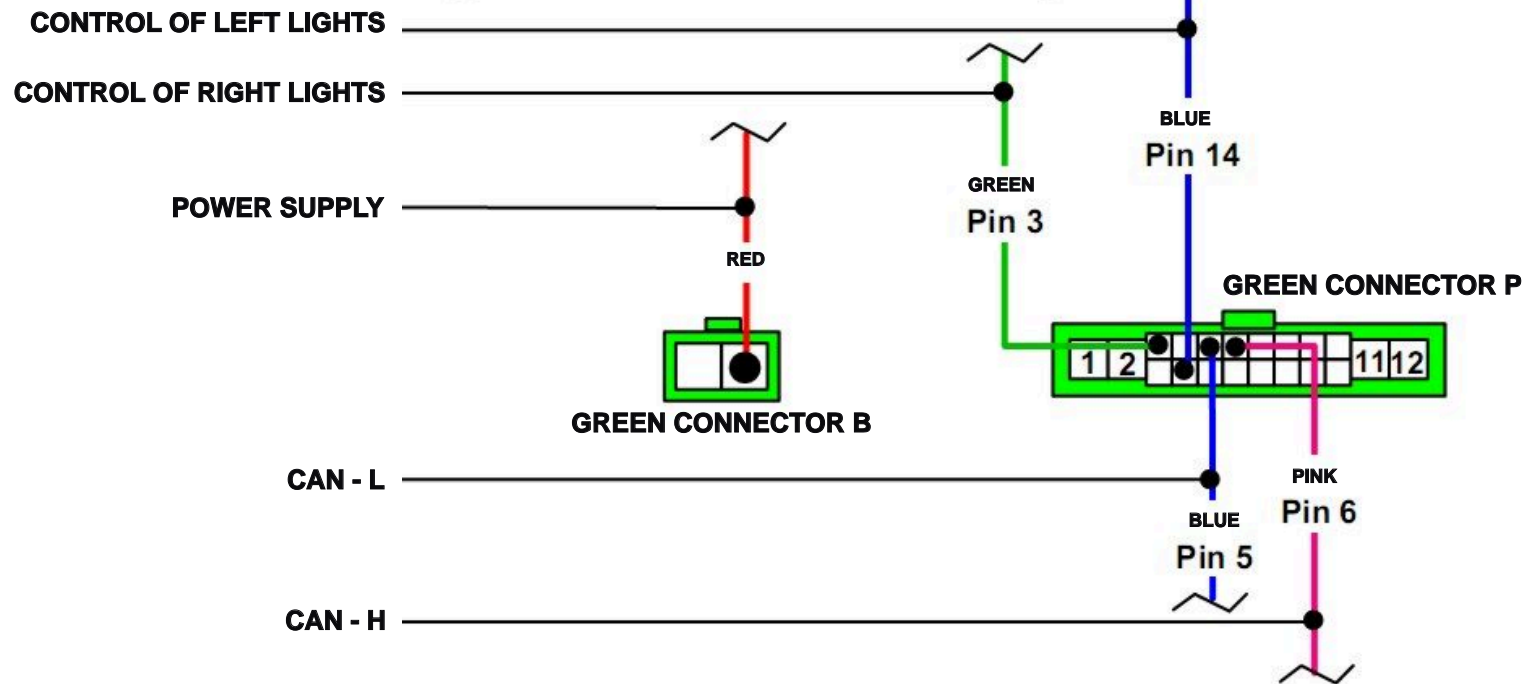 CONTROL OF LEFT LIGHTS
CONTROL OF RIGHT LIGHTS
BLUE
Pin 14
GREEN
Pin 3
POWER SUPPLY
RED
GREEN CONNECTOR P
1 2 11 12
GREEN CONNECTOR B
CAN - L
PINK
Pin 6
BLUE
Pin 5
CAN - H